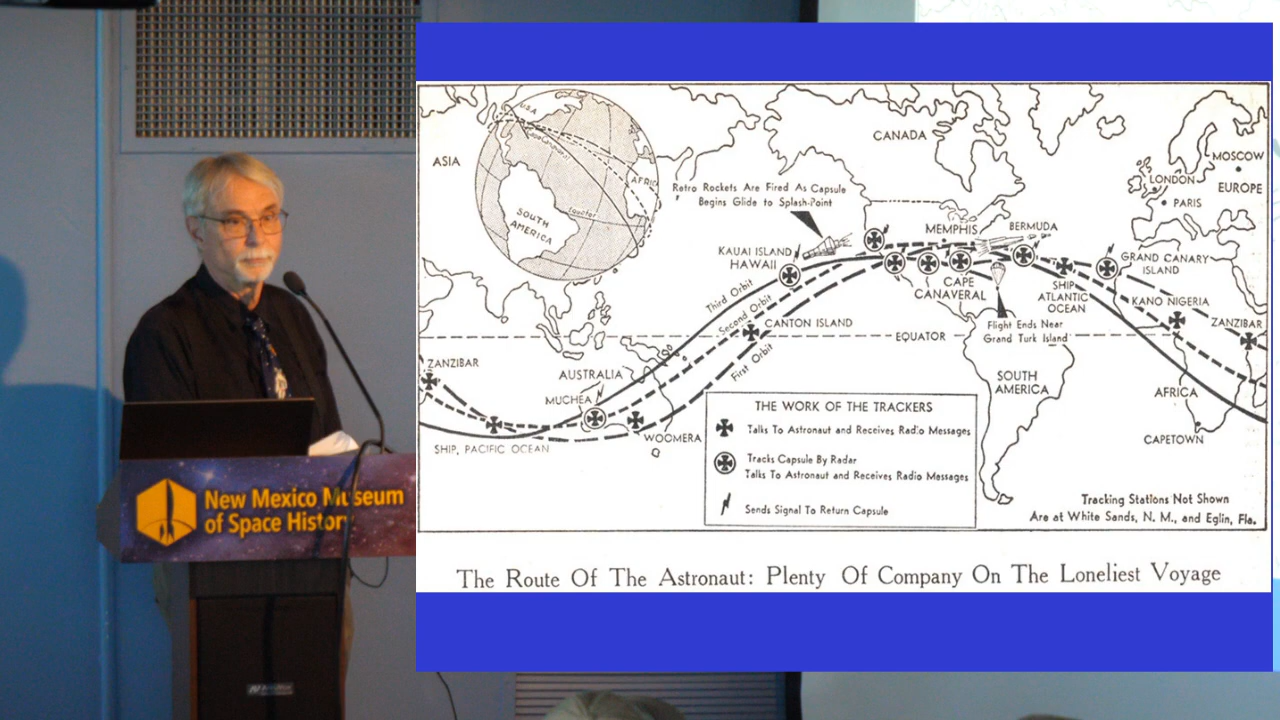 New Mexico Museum
of Space History
ASIA
U.S.A.
SOUTH
AMERICA
Equator
Retro Rockets Are Fired As Capsule
Begins Glide to Splash-Point
CANADA
MOSCOW
LONDON
EUROPE
PARIS
MEMPHIS
BERMUDA
KAUAI ISLAND
HAWAII
GRAND CANARY
ISLAND
CAPE
CANAVERAL
SHIP
ATLANTIC
OCEAN
Third Orbit
Second Orbit
First Orbit
KANO NIGERIA
CANTON ISLAND
ZANZIBAR
EQUATOR
Flight Ends Near
Grand Turk Island
ZANZIBAR
AUSTRALIA
SOUTH
AMERICA
AFRICA
MUCHEA
WOOMERA
CAPETOWN
SHIP, PACIFIC OCEAN
THE WORK OF THE TRACKERS
Talks To Astronaut and Receives Radio Messages
Tracks Capsule By Radar
Talks To Astronaut and Receives Radio Messages
Sends Signal To Return Capsule
Tracking Stations Not Shown
Are at White Sands, N. M., and Eglin, Fla.
The Route Of The Astronaut: Plenty Of Company On The Loneliest Voyage